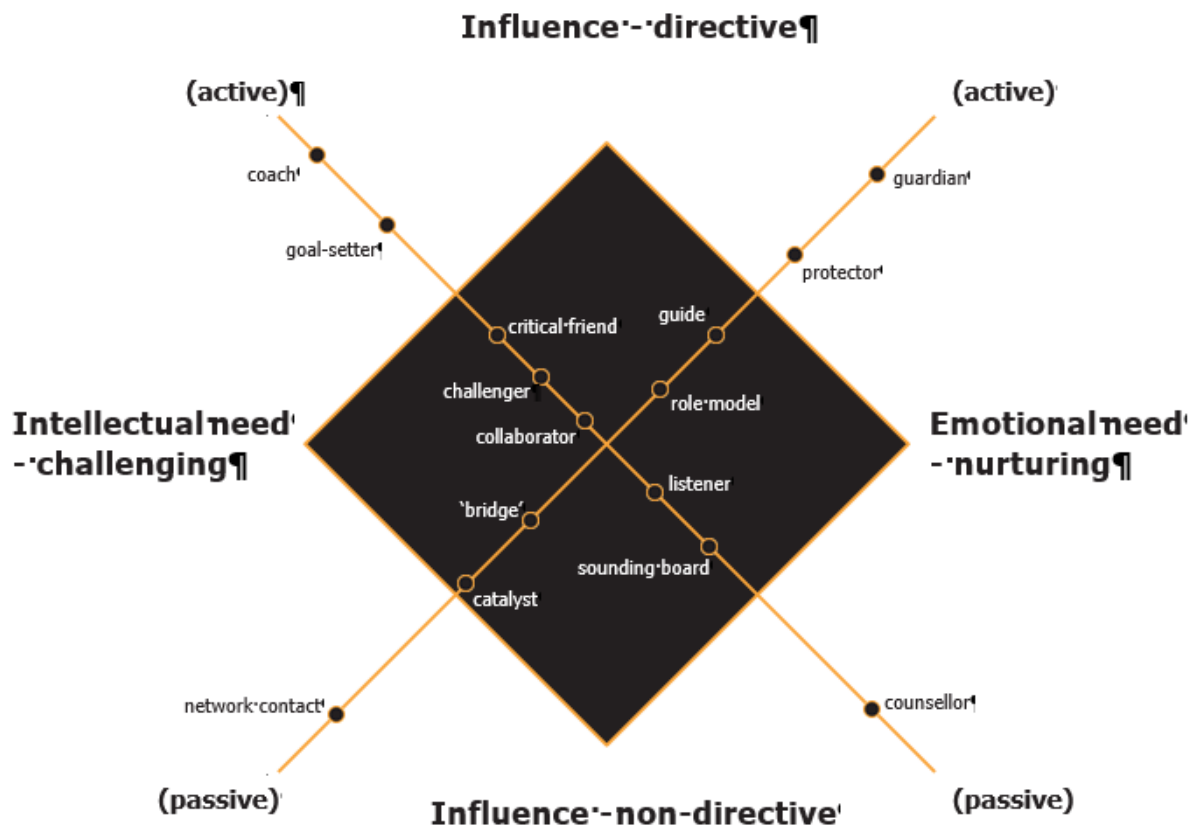 Influence·-·directive¶
(active)¶
(active)
coach
guardian
goal-setter
protector
critical·friend
guide
challenger¶
role·model
collaborator
Intellectual·need
-·challenging¶
Emotional·need
-·nurturing¶
listener
‘bridge’
sounding·board
catalyst
network·contact
counsellor¶
(passive)
(passive)
Influence·-non-directive